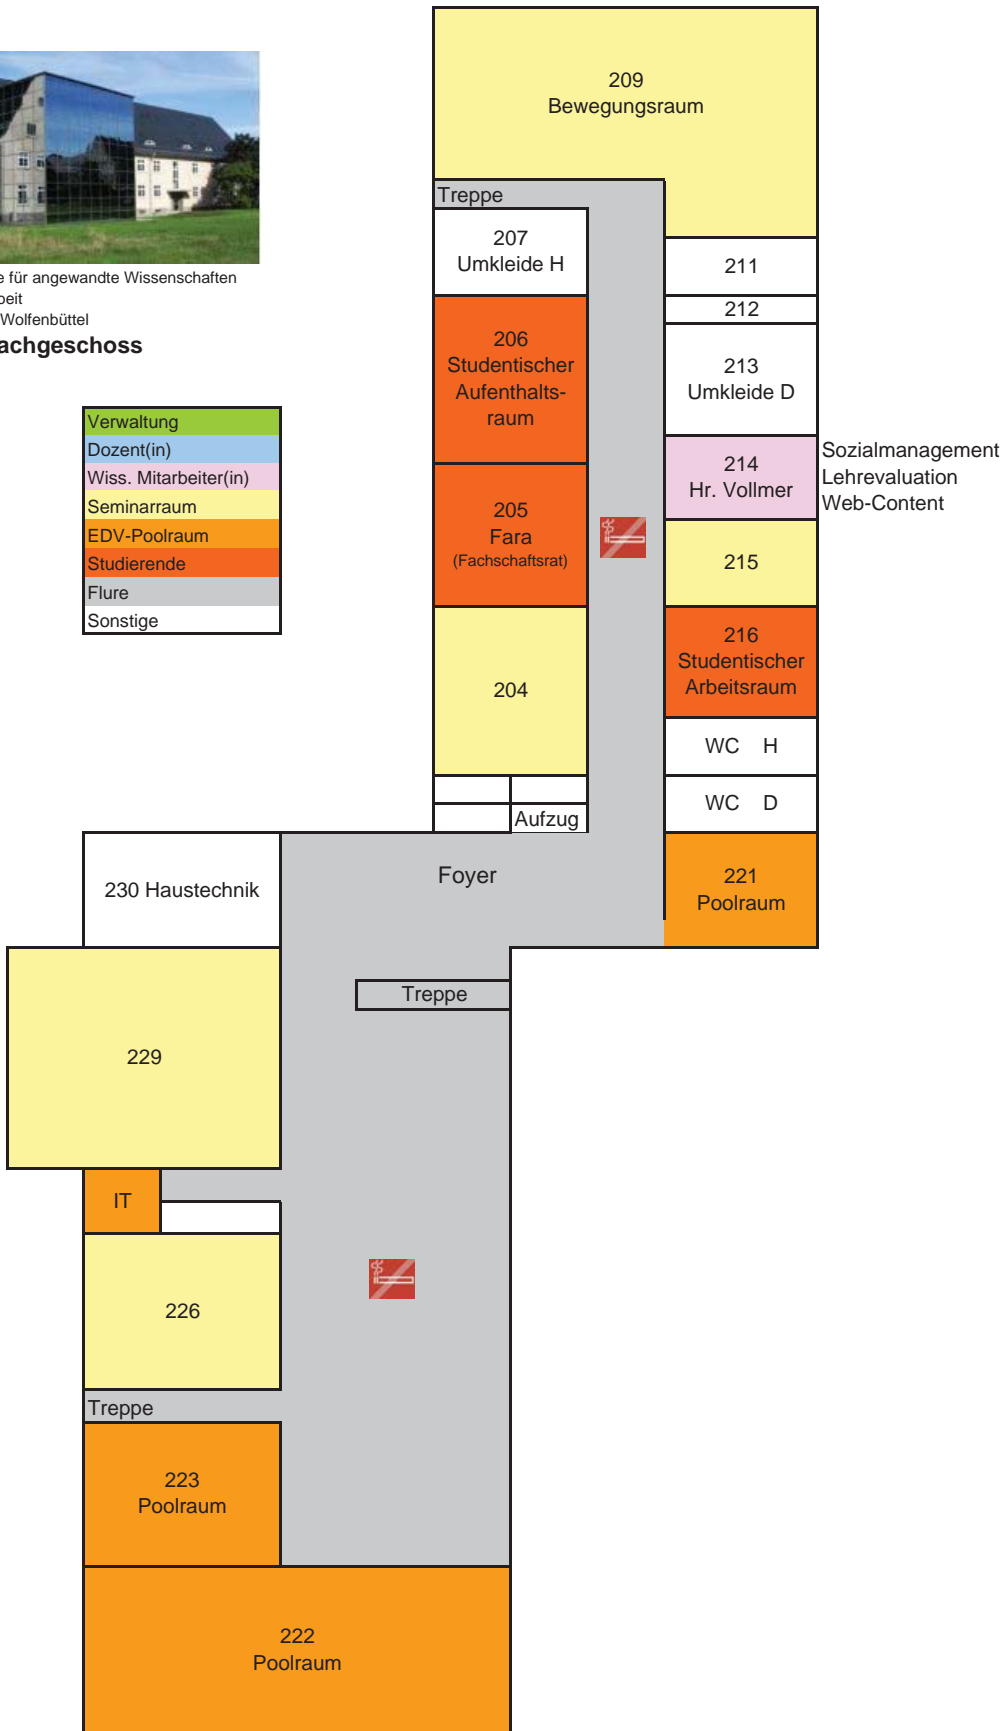 209
Bewegungsraum
Treppe
207
Umkleide H
211
e für angewandte Wissenschaften
beit
Wolfenbüttel
achgeschoss
212
206
Studentischer
Aufenthalts-
raum
213
Umkleide D
Verwaltung
Dozent(in)
Wiss. Mitarbeiter(in)
Seminarraum
EDV-Poolraum
Studierende
Flure
Sonstige
214
Hr. Vollmer
Sozialmanagement
Lehrevaluation
Web-Content
205
Fara
(Fachschaftsrat)
215
216
Studentischer
Arbeitsraum
204
WC H
WC D
Aufzug
230 Haustechnik
Foyer
221
Poolraum
Treppe
229
IT
226
Treppe
223
Poolraum
222
Poolraum